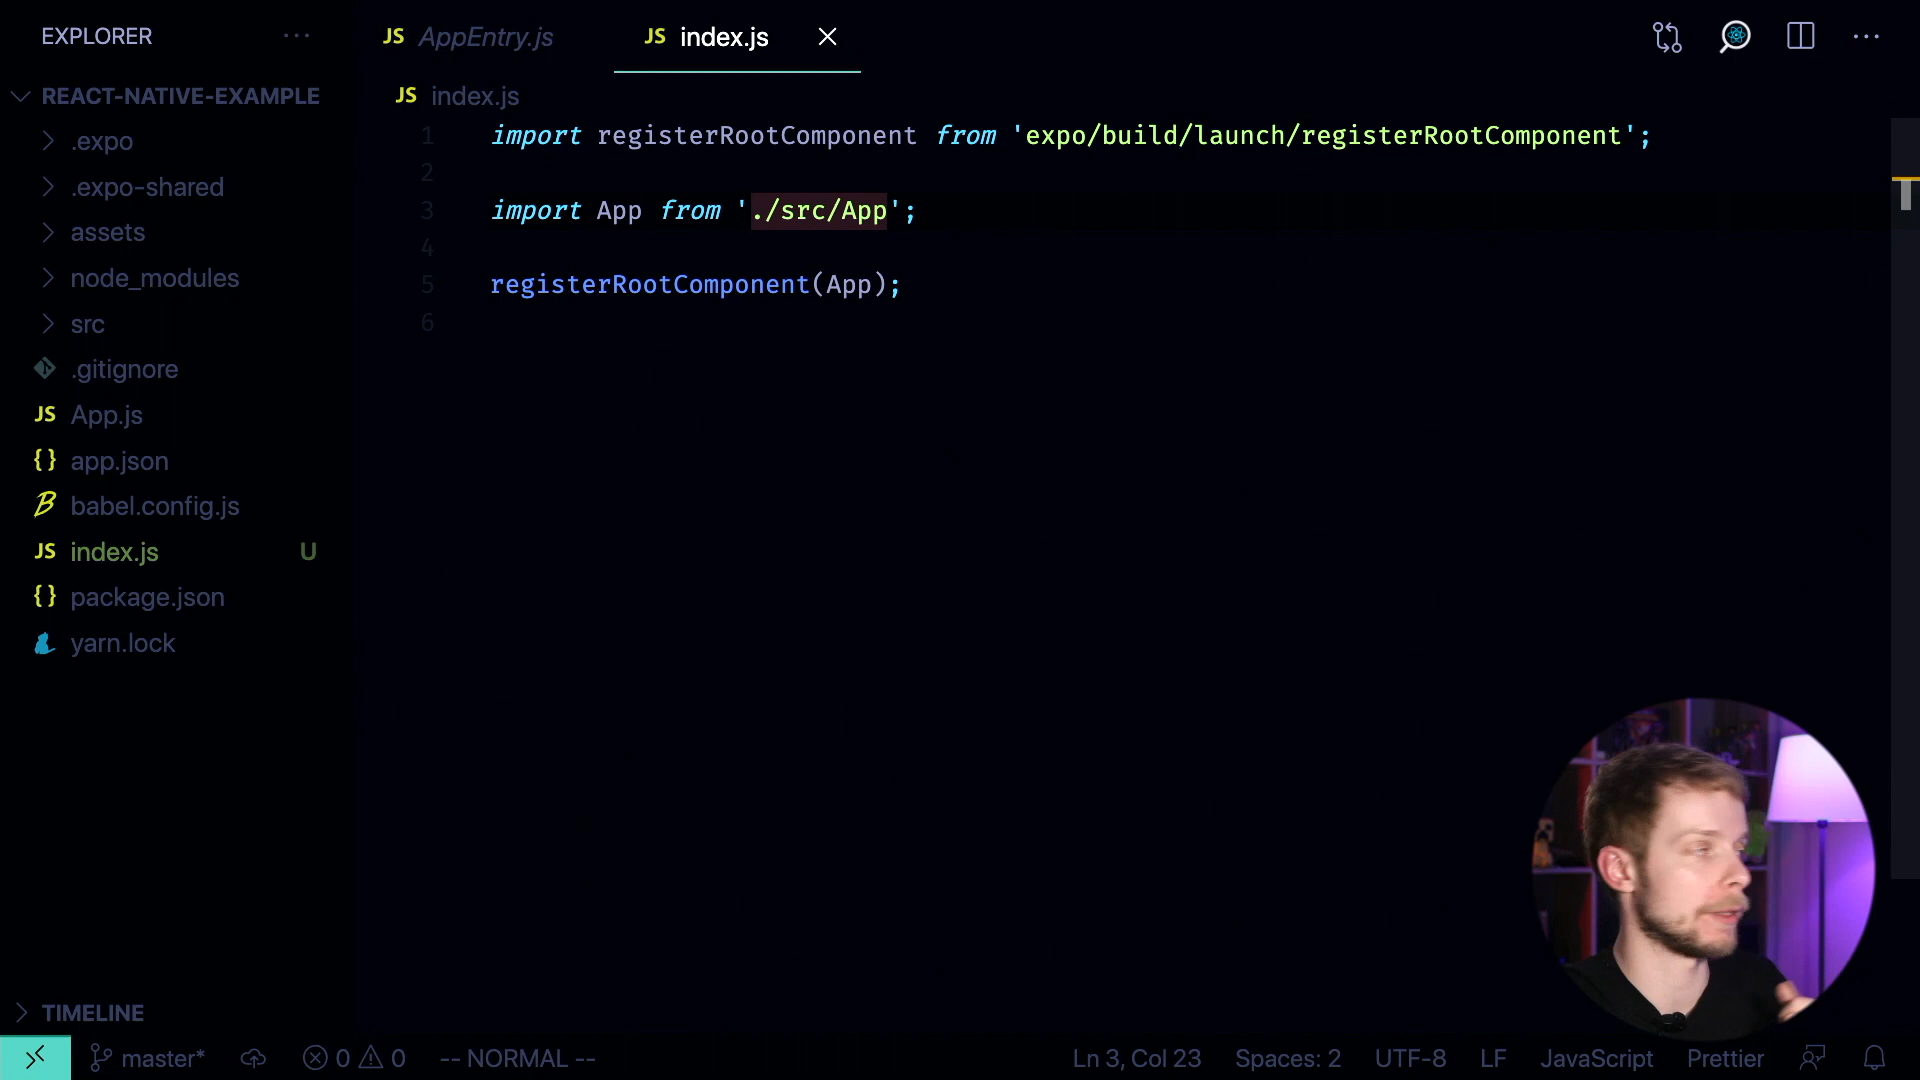 EXPLORER
JS AppEntry.js
JS index.js
REACT-NATIVE-EXAMPLE
JS index.js
.expo
.expo-shared
assets
node_modules
src
.gitignore
JS App.js
{} app.json
babel.config.js
JS index.js U
{} package.json
yarn.lock
TIMELINE
1 import registerRootComponent from 'expo/build/launch/registerRootComponent';
2
3 import App from './src/App';
4
5 registerRootComponent(App);
6
master* 0 0 -- NORMAL -- Ln 3, Col 23 Spaces: 2 UTF-8 LF JavaScript Prettier